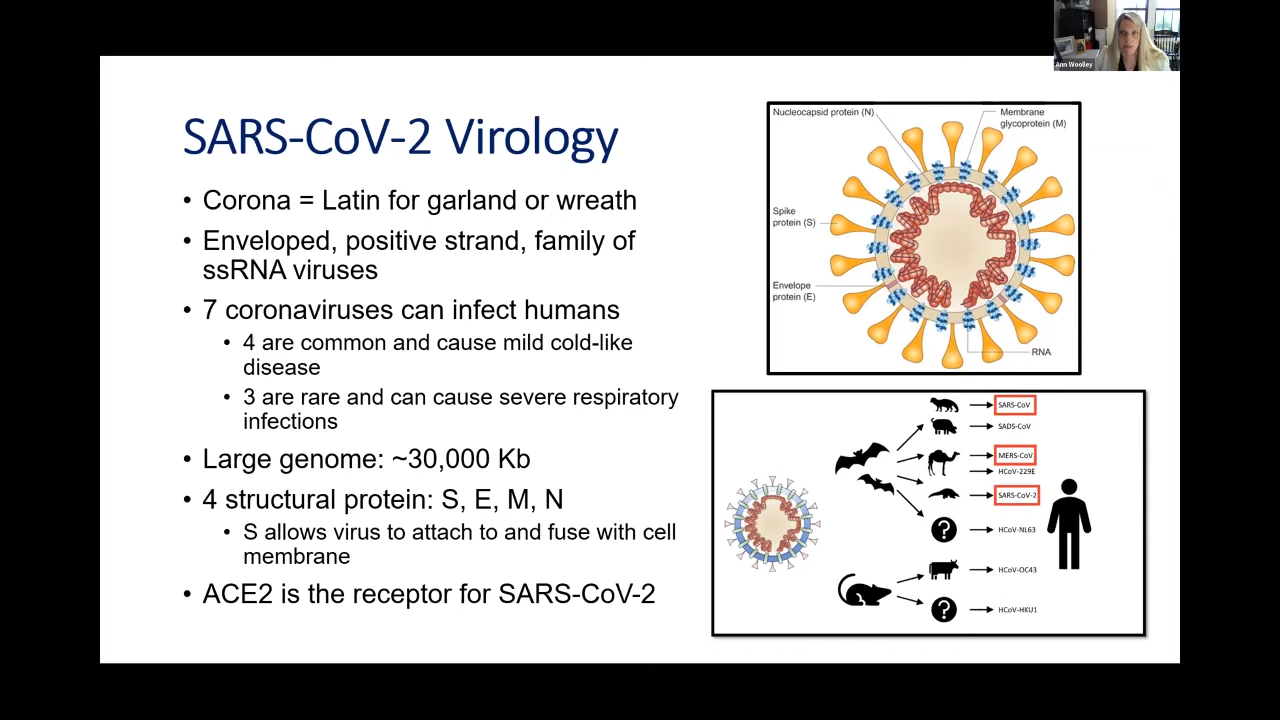 Ann Woolley
SARS-CoV-2 Virology
• Corona = Latin for garland or wreath
• Enveloped, positive strand, family of
ssRNA viruses
• 7 coronaviruses can infect humans
• 4 are common and cause mild cold-like
disease
• 3 are rare and can cause severe respiratory
infections
• Large genome: ~30,000 Kb
• 4 structural protein: S, E, M, N
• S allows virus to attach to and fuse with cell
membrane
• ACE2 is the receptor for SARS-CoV-2
Nucleocapsid protein (N)
Membrane
glycoprotein (M)
Spike
protein (S)
Envelope
protein (E)
RNA
SARS-CoV
SADS-CoV
MERS-CoV
HCoV-229E
SARS-CoV-2
?
HCoV-NL63
HCoV-OC43
?
HCoV-HKU1